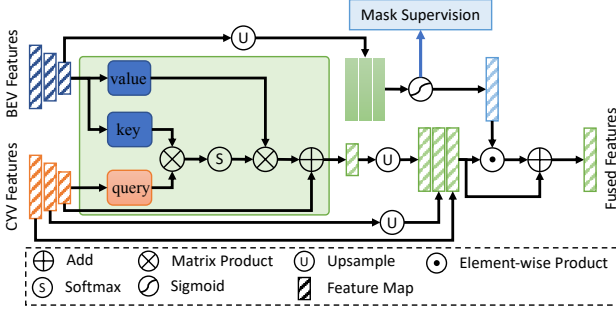 Mask Supervision
BEV Features
U
value
key
S
query
CYV Features
U
U
Fused Features
Add
Matrix Product
U Upsample
Element-wise Product
S Softmax
Sigmoid
Feature Map